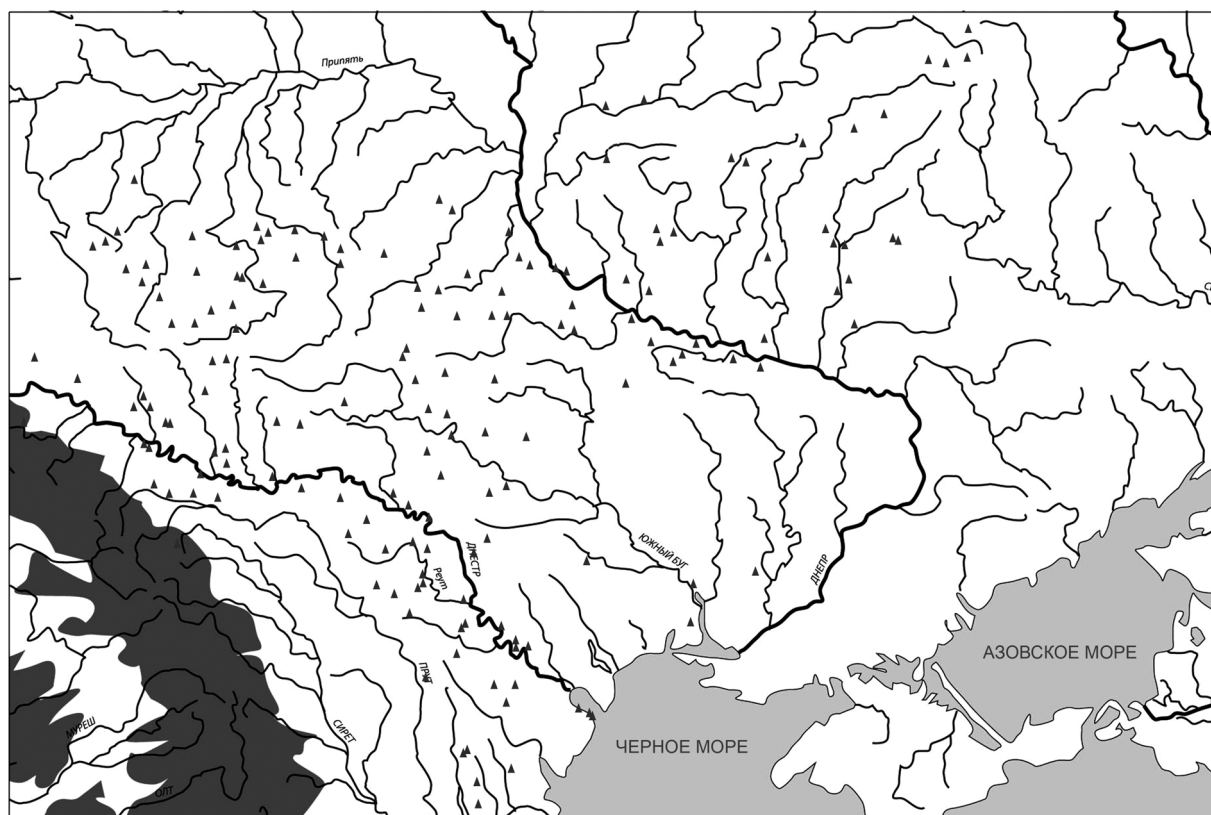 Припять
ЮЖНЫЙ БУГ
ДНЕСТР
Реут
ДНЕПР
АЗОВСКОЕ МОРЕ
ПРУТ
МУРЕШ
СИРЕТ
ЧЕРНОЕ МОРЕ
ОЛТ